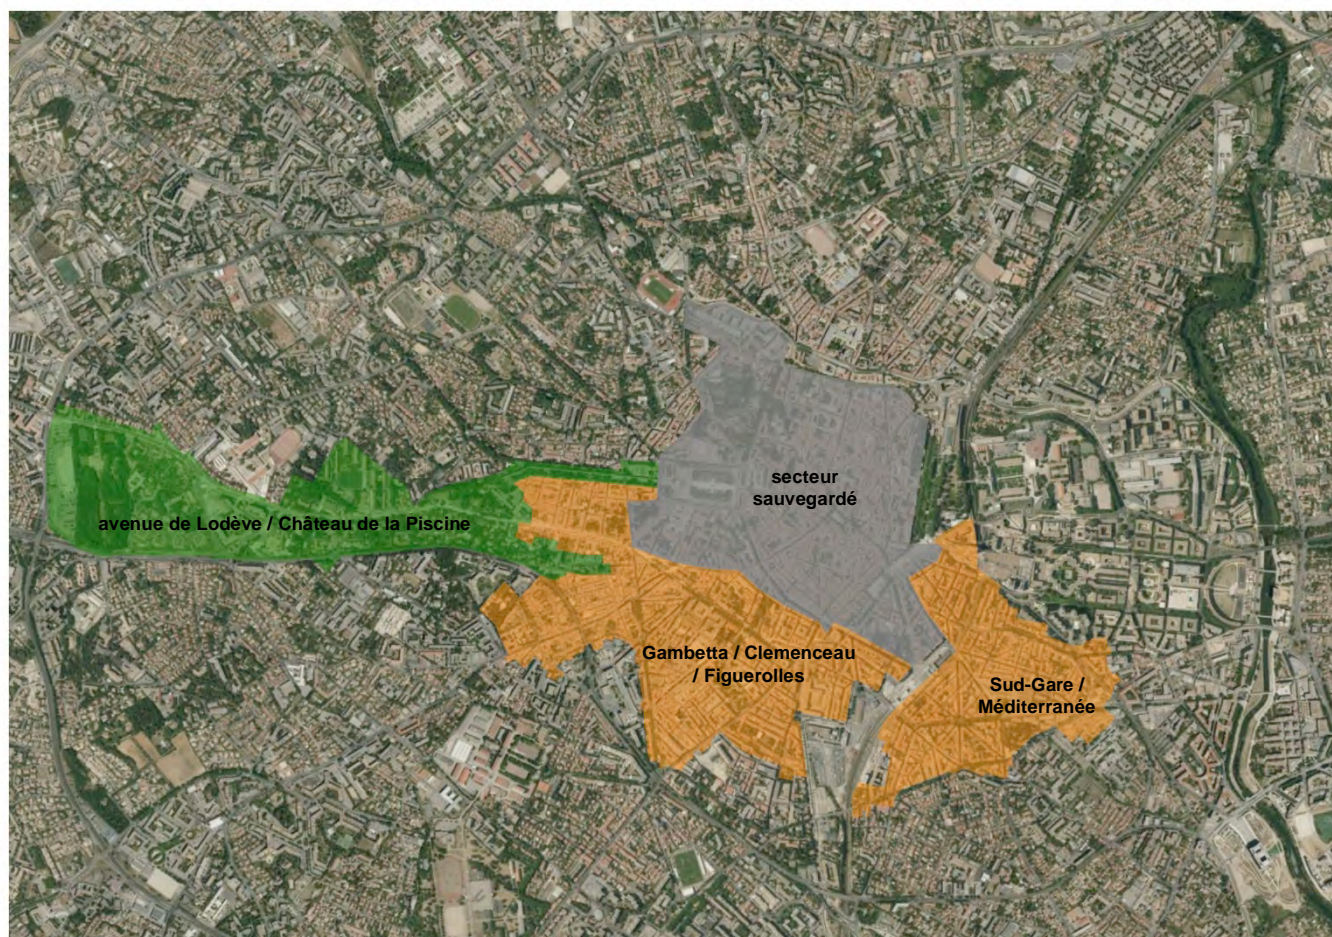 secteur
sauvegardé
avenue de Lodève / Château de la Piscine
Gambetta / Clemenceau
/ Figuerolles
Sud-Gare /
Méditerranée